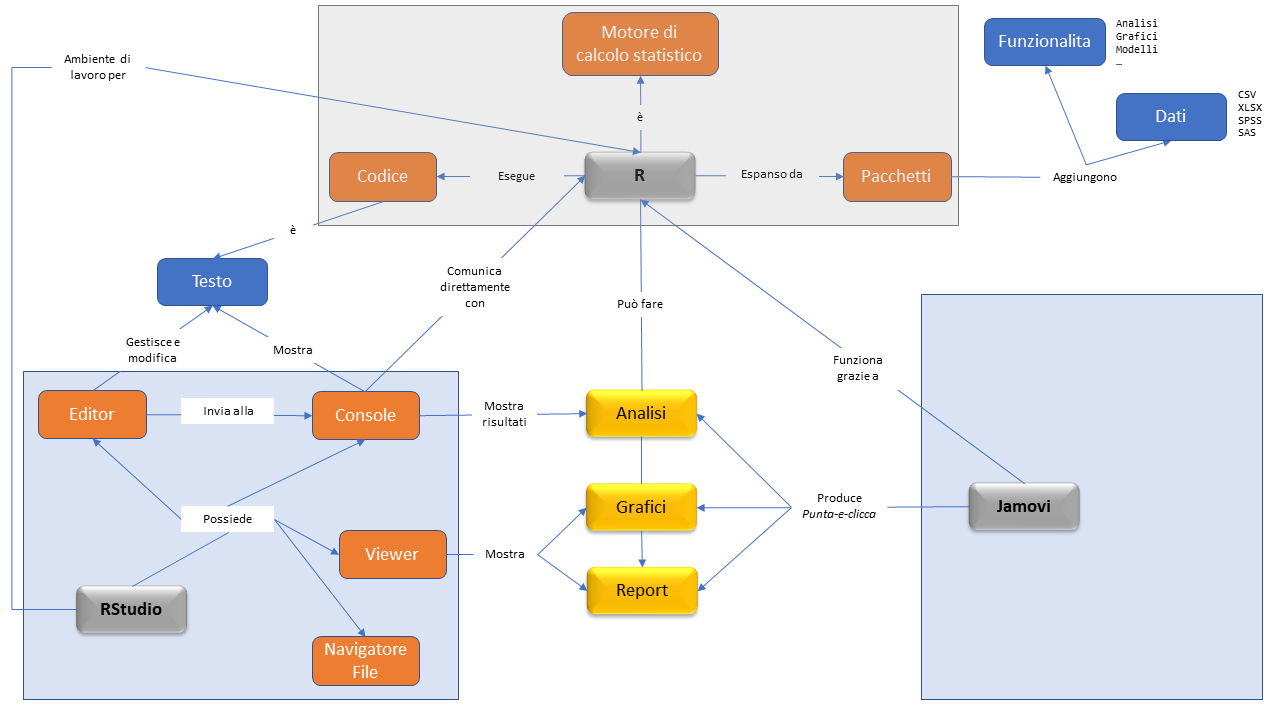 Motore di
calcolo statistico
Funzionalita
Analisi
Grafici
Modelli
…
Ambiente di
lavoro per
Dati
CSV
XLSX
SPSS
SAS
è
Codice
Esegue
R
Espanso da
Pacchetti
Aggiungono
è
Testo
Comunica
direttamente
con
Può fare
Gestisce e
modifica
Mostra
Funziona
grazie a
Editor
Invia alla
Console
Mostra
risultati
Analisi
Possiede
Grafici
Produce
Punta-e-clicca
Jamovi
Viewer
Mostra
Report
RStudio
Navigatore
File